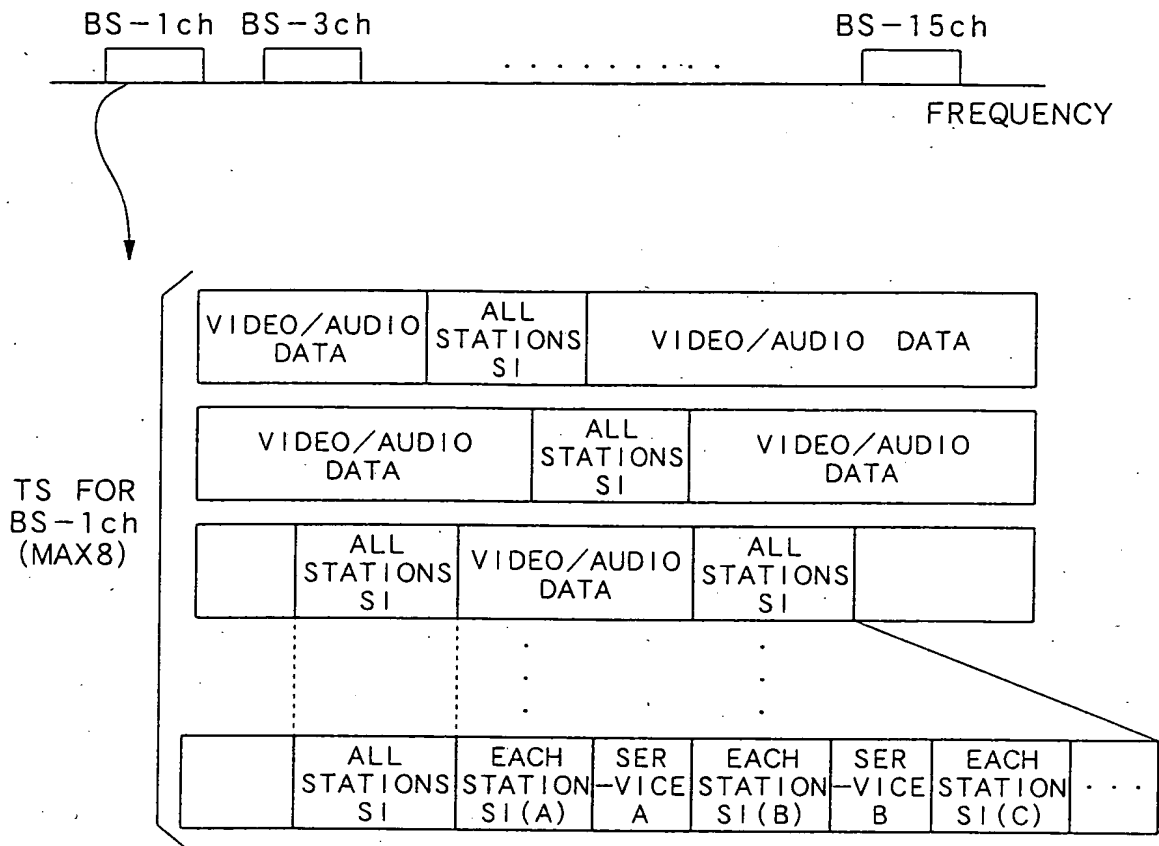 BS-1ch BS-3ch BS-15ch
. . . . . . . . .
FREQUENCY
VIDEO/AUDIO
DATA
ALL
STATIONS
SI
VIDEO/AUDIO DATA
VIDEO/AUDIO
DATA
ALL
STATIONS
SI
VIDEO/AUDIO
DATA
TS FOR
BS-1ch
(MAX8)
ALL
STATIONS
SI
VIDEO/AUDIO
DATA
ALL
STATIONS
SI
ALL
STATIONS
SI
EACH
STATION
SI(A)
SER
-VICE
A
EACH
STATION
SI(B)
SER
-VICE
B
EACH
STATION
SI(C)
. . .